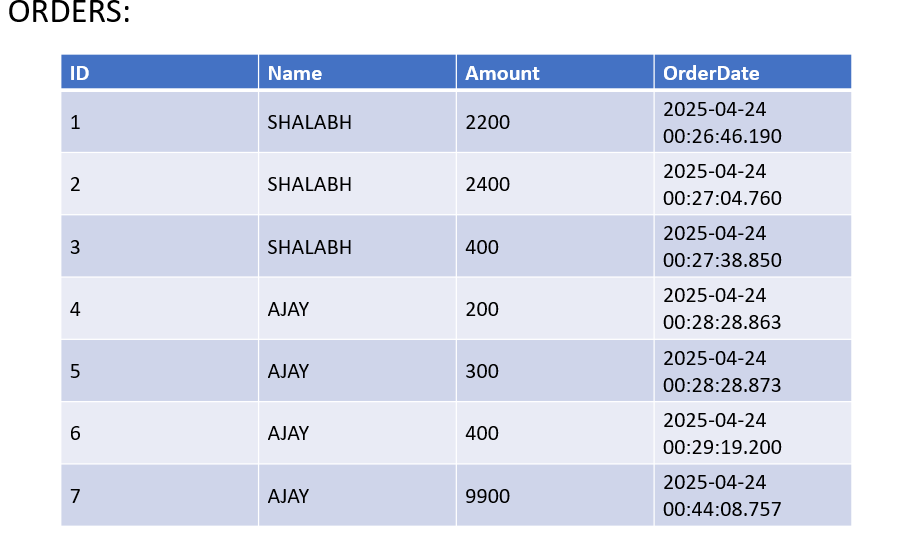 ORDERS:
ID Name Amount OrderDate
1 SHALABH 2200 2025-04-24
00:26:46.190
2 SHALABH 2400 2025-04-24
00:27:04.760
3 SHALABH 400 2025-04-24
00:27:38.850
4 AJAY 200 2025-04-24
00:28:28.863
5 AJAY 300 2025-04-24
00:28:28.873
6 AJAY 400 2025-04-24
00:29:19.200
7 AJAY 9900 2025-04-24
00:44:08.757